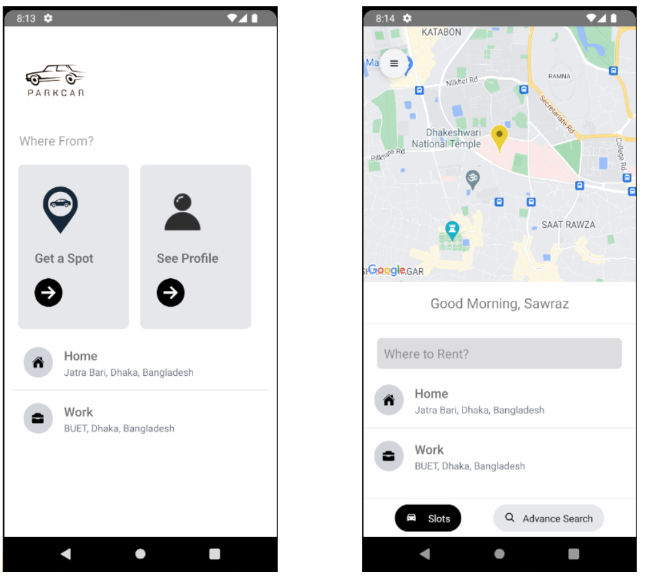 8:13
PARKCAR
Where From?
Get a Spot
See Profile
Home
Jatra Bari, Dhaka, Bangladesh
Work
BUET, Dhaka, Bangladesh
8:14
KATABON
Ma
Nilkhet Rd
RAMNA
Secretariate Rd
Dhakeshwari
National Temple
College Rd
Rd
SAAT RAWZA
Google
GAR
Good Morning, Sawraz
Where to Rent?
Home
Jatra Bari, Dhaka, Bangladesh
Work
BUET, Dhaka, Bangladesh
Slots
Advance Search